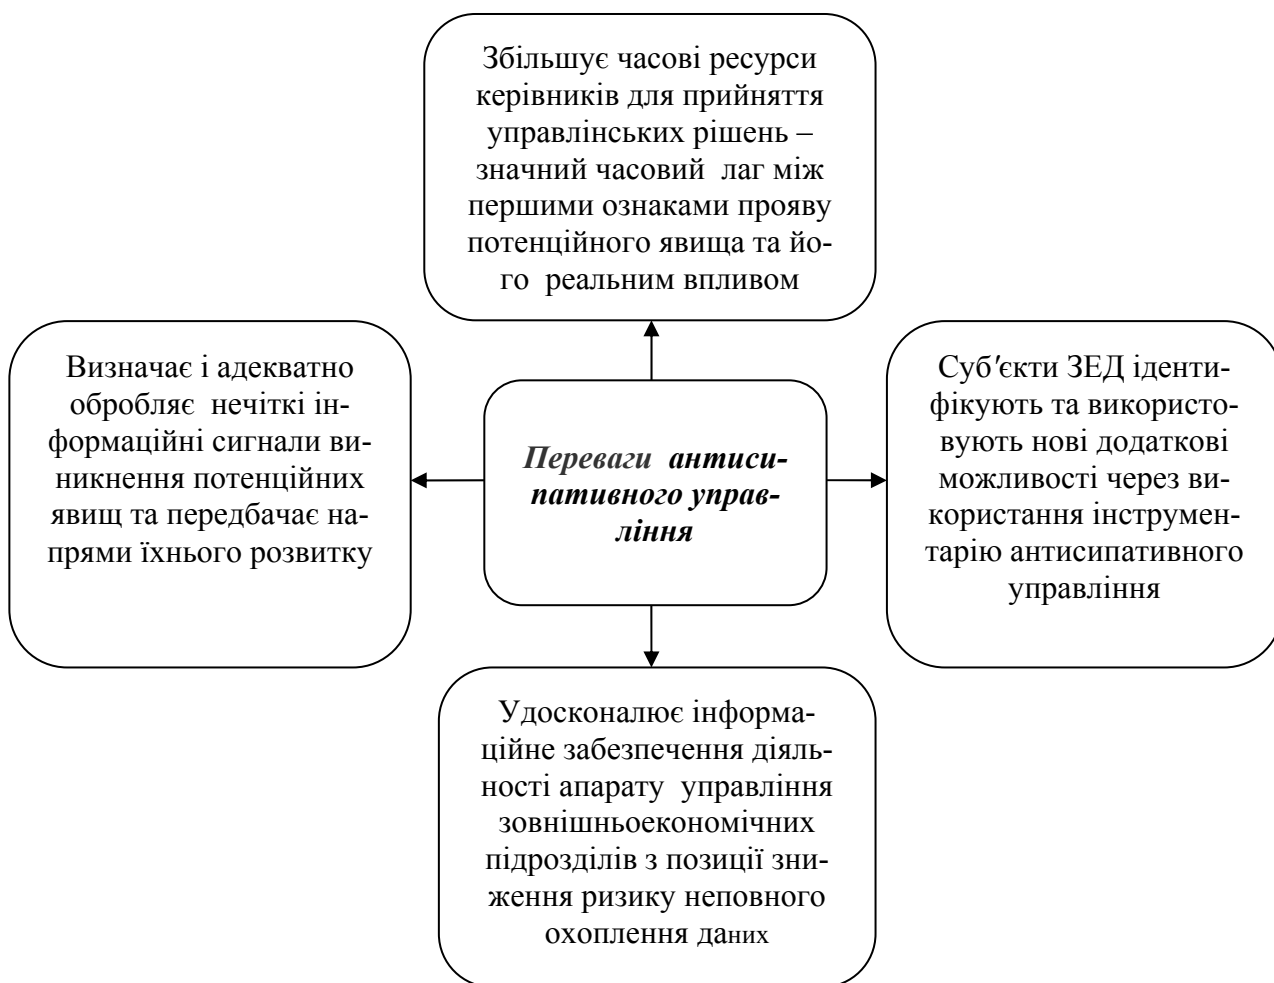 Збільшує часові ресурси
керівників для прийняття
управлінських рішень –
значний часовий лаг між
першими ознаками прояву
потенційного явища та йо-
го реальним впливом
Визначає і адекватно
обробляє нечіткі ін-
формаційні сигнали ви-
никнення потенційних
явищ та передбачає на-
прями їхнього розвитку
Переваги антиси-
пативного управ-
ління
Суб'єкти ЗЕД іденти-
фікують та використо-
вують нові додаткові
можливості через ви-
користання інструмен-
тарію антисипативного
управління
Удосконалює інформа-
ційне забезпечення діяль-
ності апарату управління
зовнішньоекономічних
підрозділів з позиції зни-
ження ризику неповного
охоплення даних